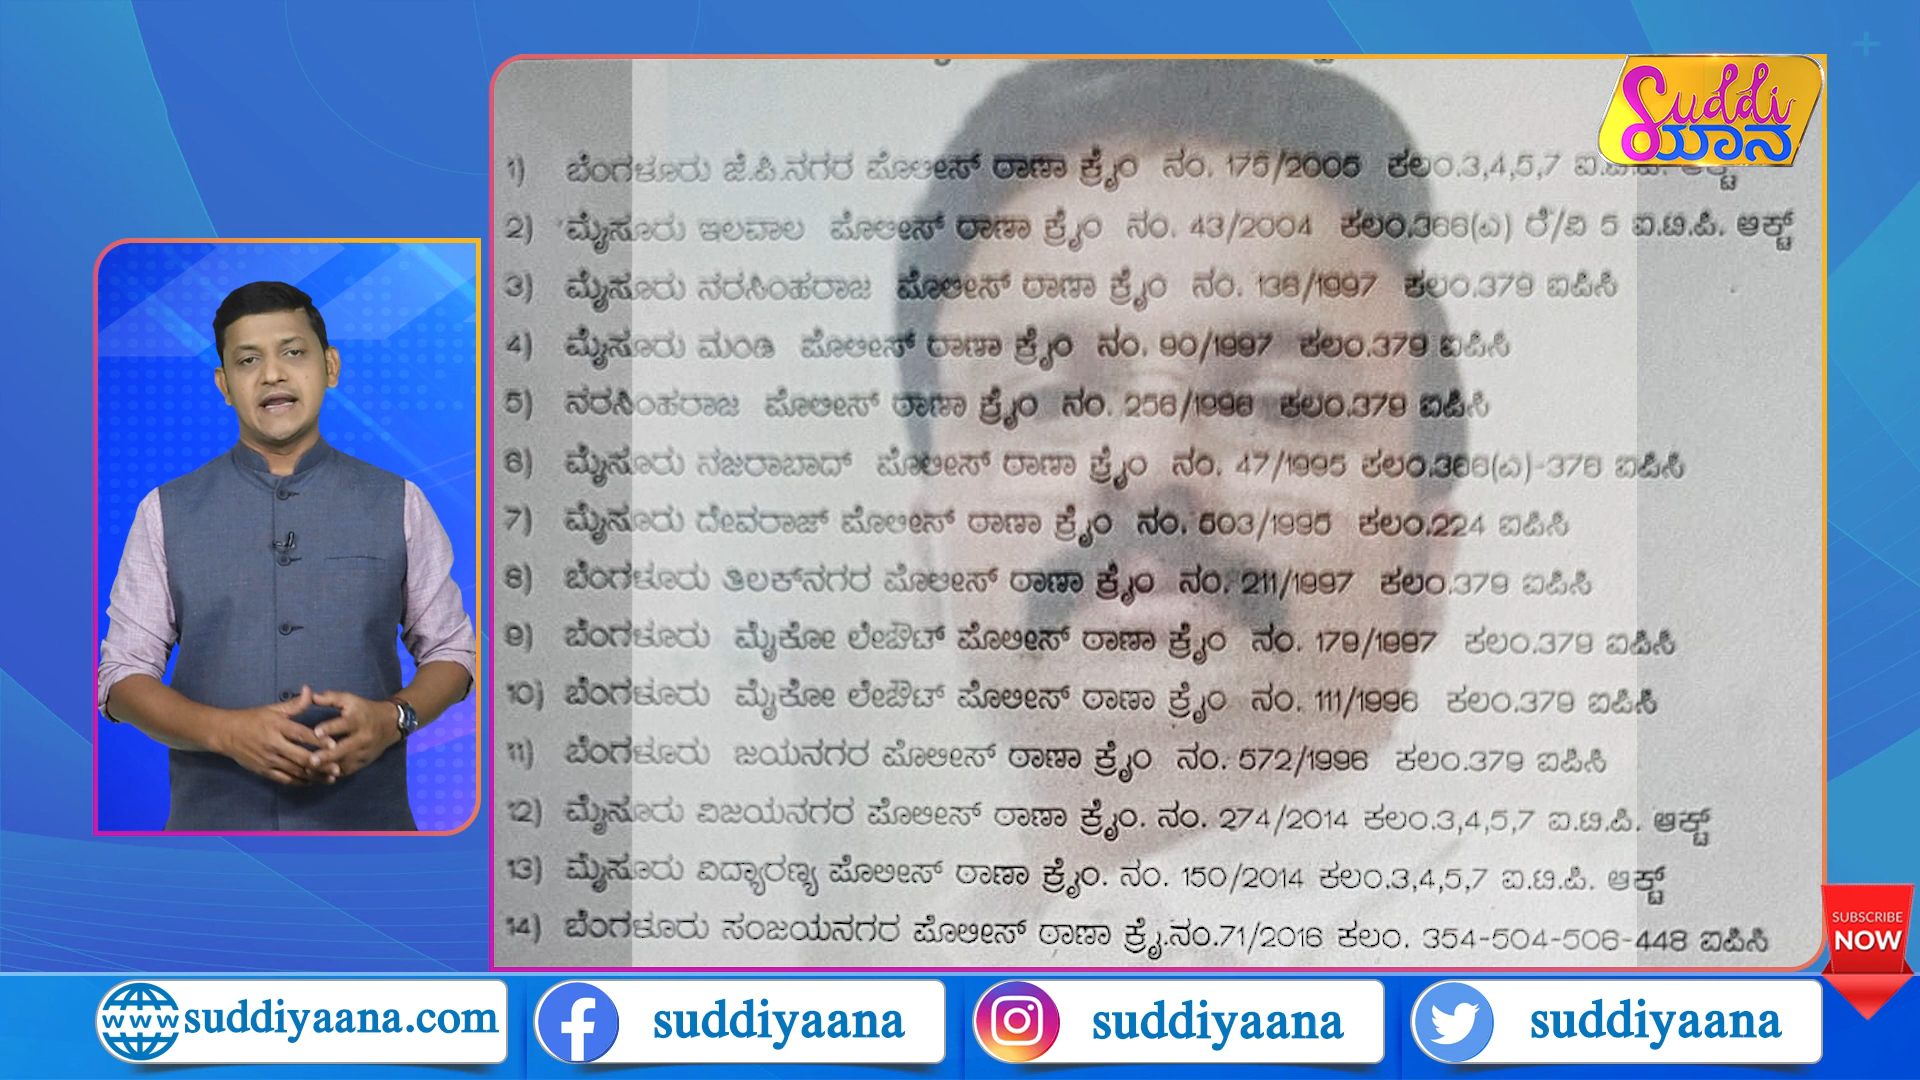 Suddi
ಯಾನ
1) ಬೆಂಗಳೂರು ಜೆ.ಪಿ.ನಗರ ಪೊಲೀಸ್ ಠಾಣಾ ಕ್ರೈಂ ನಂ. 175/2005 ಕಲಂ.3,4,5,7 ಐ.ಟಿ.ಪಿ. ಆಕ್ಟ್
2) ಮೈಸೂರು ಇಲವಾಲ ಪೊಲೀಸ್ ಠಾಣಾ ಕ್ರೈಂ ನಂ. 43/2004 ಕಲಂ.366(ಎ) ರೆ/ವಿ 5 ಐ.ಟಿ.ಪಿ. ಆಕ್ಟ್
3) ಮೈಸೂರು ನರಸಿಂಹರಾಜ ಪೊಲೀಸ್ ಠಾಣಾ ಕ್ರೈಂ ನಂ. 136/1997 ಕಲಂ.379 ಐಪಿಸಿ
4) ಮೈಸೂರು ಮಂಡಿ ಪೊಲೀಸ್ ಠಾಣಾ ಕ್ರೈಂ ನಂ. 90/1997 ಕಲಂ.379 ಐಪಿಸಿ
5) ನರಸಿಂಹರಾಜ ಪೊಲೀಸ್ ಠಾಣಾ ಕ್ರೈಂ ನಂ. 256/1996 ಕಲಂ.379 ಐಪಿಸಿ
6) ಮೈಸೂರು ನಜರಾಬಾದ್ ಪೊಲೀಸ್ ಠಾಣಾ ಕ್ರೈಂ ನಂ. 47/1995 ಕಲಂ.366(ಎ)-376 ಐಪಿಸಿ
7) ಮೈಸೂರು ದೇವರಾಜ್ ಪೊಲೀಸ್ ಠಾಣಾ ಕ್ರೈಂ ನಂ. 503/1995 ಕಲಂ.224 ಐಪಿಸಿ
8) ಬೆಂಗಳೂರು ತಿಲಕ್‌ನಗರ ಪೊಲೀಸ್ ಠಾಣಾ ಕ್ರೈಂ ನಂ. 211/1997 ಕಲಂ.379 ಐಪಿಸಿ
9) ಬೆಂಗಳೂರು ಮೈಕೋ ಲೇಔಟ್ ಪೊಲೀಸ್ ಠಾಣಾ ಕ್ರೈಂ ನಂ. 179/1997 ಕಲಂ.379 ಐಪಿಸಿ
10) ಬೆಂಗಳೂರು ಮೈಕೋ ಲೇಔಟ್ ಪೊಲೀಸ್ ಠಾಣಾ ಕ್ರೈಂ ನಂ. 111/1996 ಕಲಂ.379 ಐಪಿಸಿ
11) ಬೆಂಗಳೂರು ಜಯನಗರ ಪೊಲೀಸ್ ಠಾಣಾ ಕ್ರೈಂ ನಂ. 572/1996 ಕಲಂ.379 ಐಪಿಸಿ
12) ಮೈಸೂರು ವಿಜಯನಗರ ಪೊಲೀಸ್ ಠಾಣಾ ಕ್ರೈಂ. ನಂ. 274/2014 ಕಲಂ.3,4,5,7 ಐ.ಟಿ.ಪಿ. ಆಕ್ಟ್
13) ಮೈಸೂರು ವಿದ್ಯಾರಣ್ಯ ಪೊಲೀಸ್ ಠಾಣಾ ಕ್ರೈಂ. ನಂ. 150/2014 ಕಲಂ.3,4,5,7 ಐ.ಟಿ.ಪಿ. ಆಕ್ಟ್
14) ಬೆಂಗಳೂರು ಸಂಜಯನಗರ ಪೊಲೀಸ್ ಠಾಣಾ ಕ್ರೈ.ನಂ.71/2016 ಕಲಂ. 354-504-506-448 ಐಪಿಸಿ
SUBSCRIBE
NOW
www suddiyaana.com
suddiyaana
suddiyaana
suddiyaana